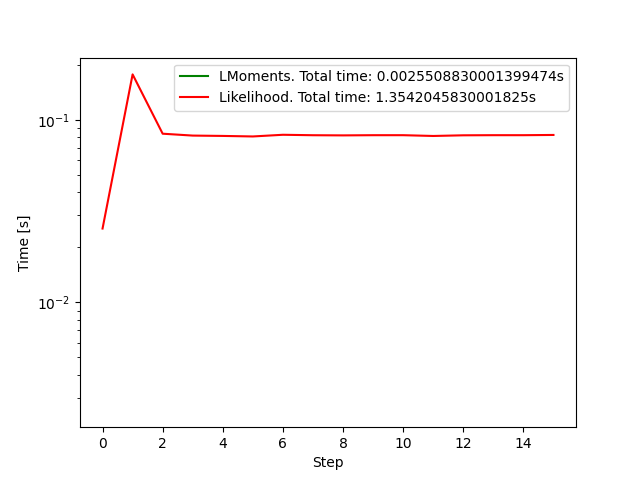 LMoments. Total time: 0.0025508830001399474s
Likelihood. Total time: 1.3542045830001825s
10⁻¹
10⁻²
Time [s]
0 2 4 6 8 10 12 14
Step